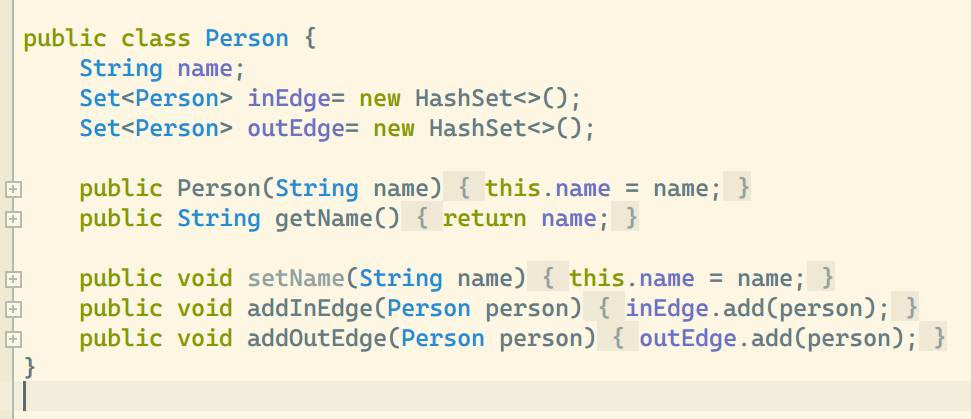 public class Person {
    String name;
    Set<Person> inEdge= new HashSet<>();
    Set<Person> outEdge= new HashSet<>();

    public Person(String name) { this.name = name; }
    public String getName() { return name; }

    public void setName(String name) { this.name = name; }
    public void addInEdge(Person person) { inEdge.add(person); }
    public void addOutEdge(Person person) { outEdge.add(person); }
}